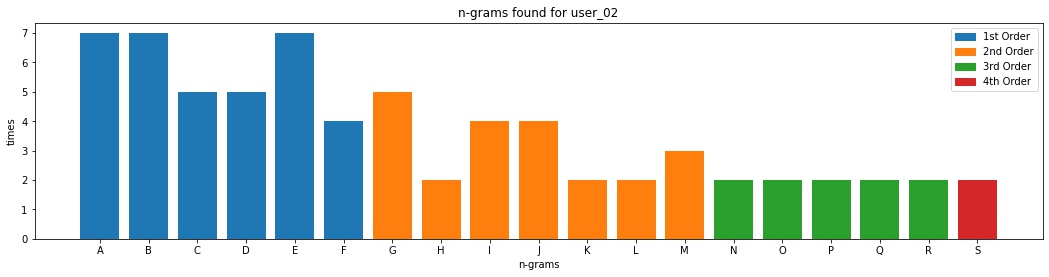 n-grams found for user_02
1st Order
2nd Order
3rd Order
4th Order
times
7
6
5
4
3
2
1
0
A B C D E F G H I J K L M N O P Q R S
n-grams